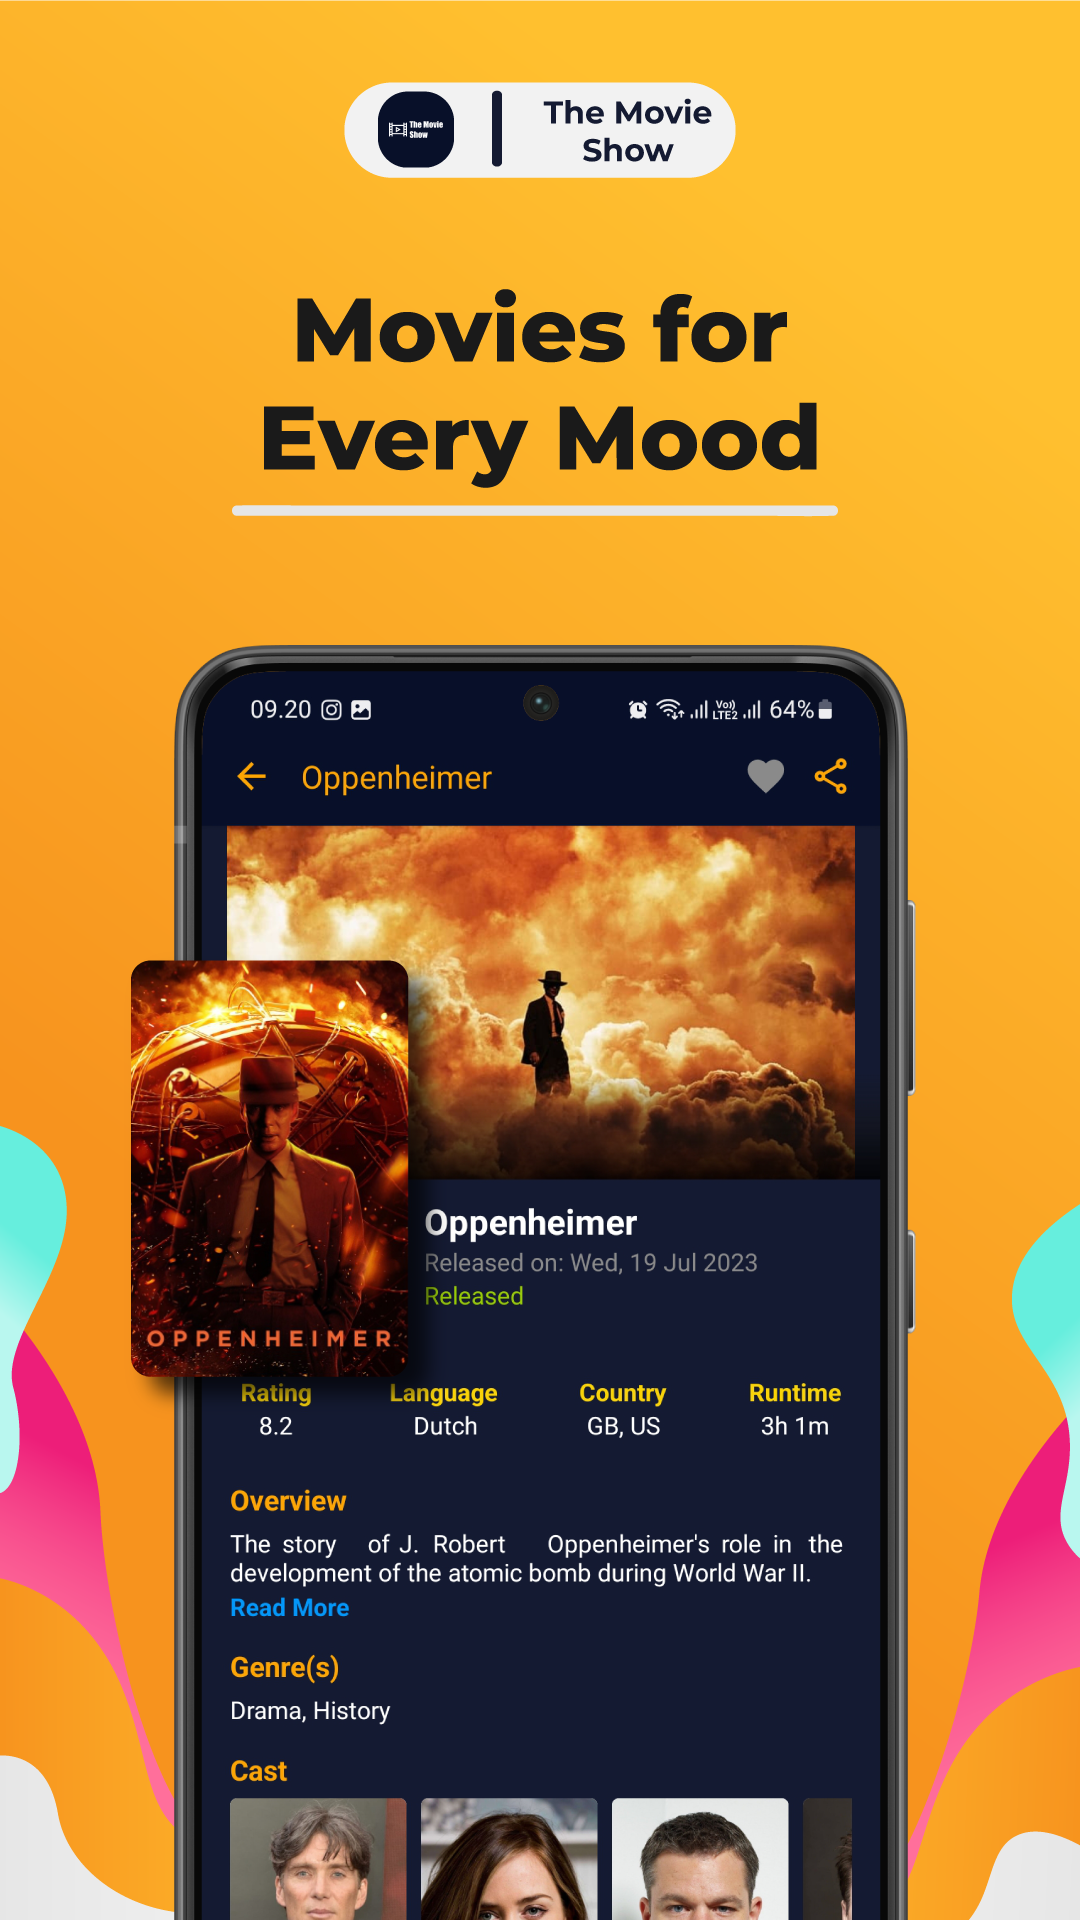 The Movie
Show
The Movie
Show
Movies for
Every Mood
09.20
Vo))
LTE2
64%
Oppenheimer
OPPENHEIMER
Oppenheimer
Released on: Wed, 19 Jul 2023
Released
Rating Language Country Runtime
8.2 Dutch GB, US 3h 1m
Overview
The story of J. Robert Oppenheimer's role in the
development of the atomic bomb during World War II.
Read More
Genre(s)
Drama, History
Cast